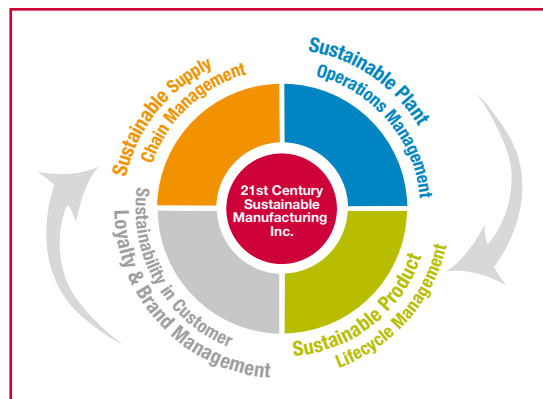 Sustainable Supply
Chain Management
Sustainable Plant
Operations Management
21st Century
Sustainable
Manufacturing
Inc.
Sustainability in Customer
Loyalty & Brand Management
Sustainable Product
Lifecycle Management